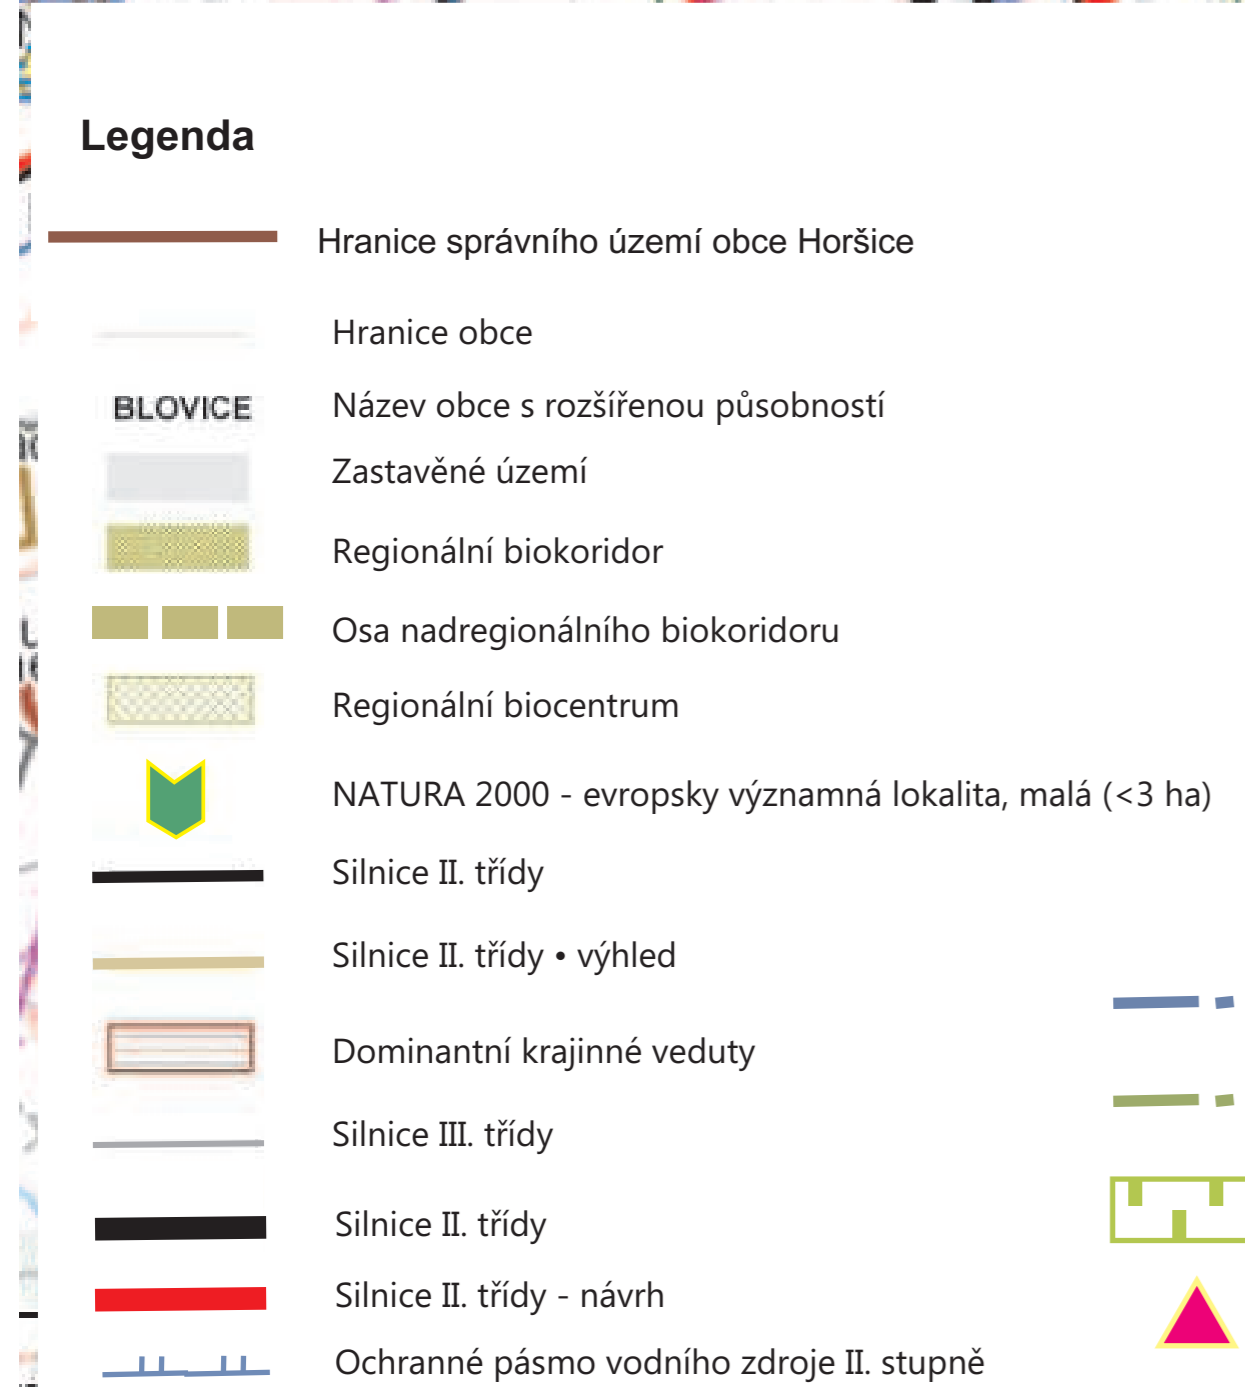 Legenda
Hranice správního území obce Horšice
Hranice obce
BLOVICE Název obce s rozšířenou působností
Zastavěné území
Regionální biokoridor
Osa nadregionálního biokoridoru
Regionální biocentrum
NATURA 2000 - evropsky významná lokalita, malá (<3 ha)
Silnice II. třídy
Silnice II. třídy • výhled
Dominantní krajinné veduty
Silnice III. třídy
Silnice II. třídy
Silnice II. třídy - návrh
Ochranné pásmo vodního zdroje II. stupně